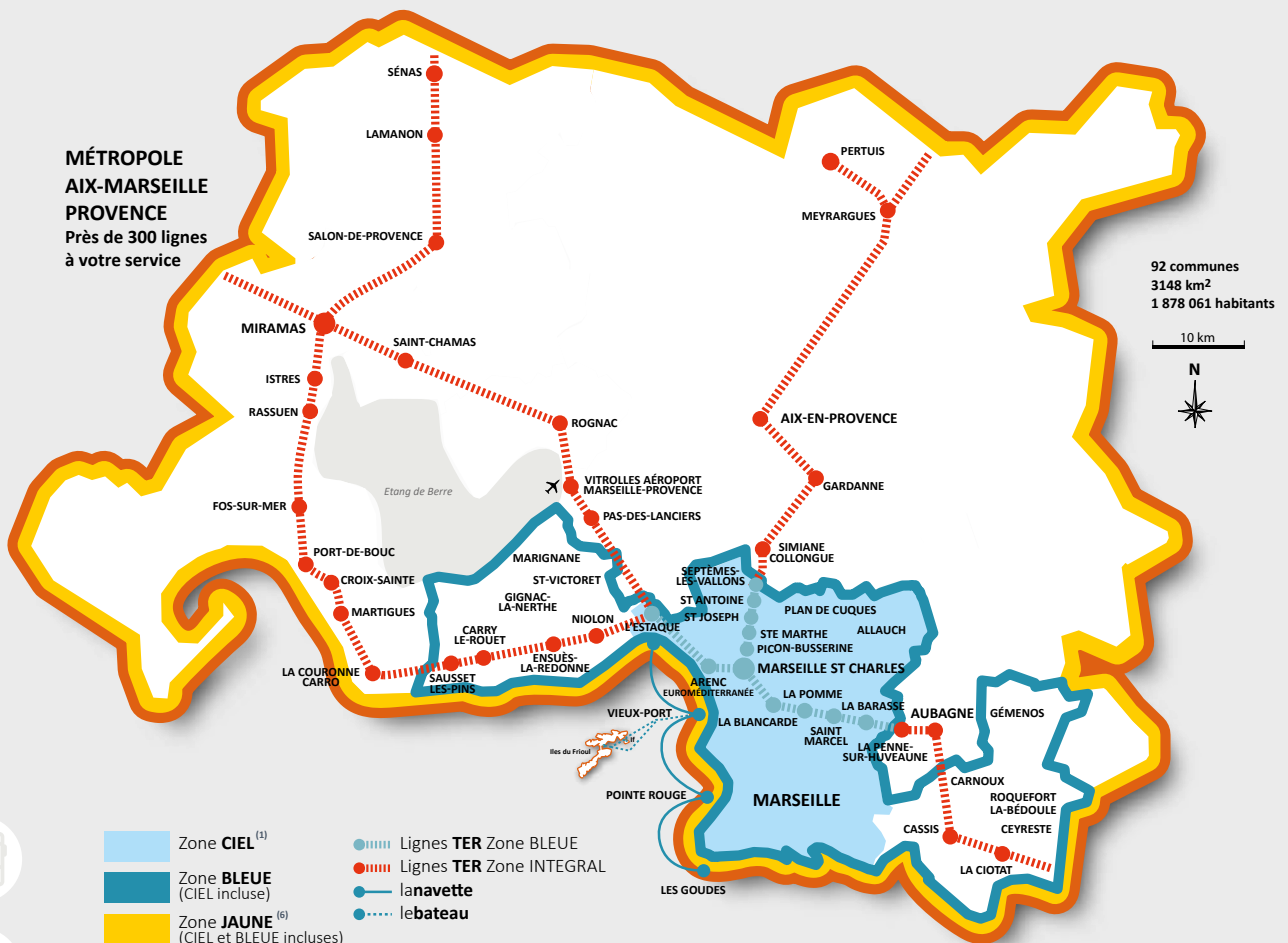 MÉTROPOLE
AIX-MARSEILLE
PROVENCE
Près de 300 lignes
à votre service
SÉNAS
LAMANON
SALON-DE-PROVENCE
MIRAMAS
SAINT-CHAMAS
ISTRES
RASSUEN
ROGNAC
Etang de Berre
VITROLLES AÉROPORT
MARSEILLE-PROVENCE
PAS-DES-LANCIERS
FOS-SUR-MER
PORT-DE-BOUC
CROIX-SAINTE
MARTIGUES
LA COURONNE
CARRO
MARIGNANE
ST-VICTORET
GIGNAC-
LA-NERTHE
CARRY
LE-ROUET
NIOLON
ENSUÈS-
LA-REDONNE
SAUSSET
LES-PINS
L'ESTAQUE
PERTUIS
MEYRARGUES
92 communes
3148 km²
1 878 061 habitants
10 km
N
AIX-EN-PROVENCE
GARDANNE
SIMIANE
COLLONGUE
SEPTÈMES-
LES-VALLONS
ST ANTOINE
ST JOSEPH
PLAN DE CUQUES
ALLAUCH
STE MARTHE
PICON-BUSSERINE
MARSEILLE ST CHARLES
ARENC
EUROMÉDITERRANÉE
LA POMME
LA BARASSE
LA BLANCARDE
SAINT
MARCEL
LA PENNE-
SUR-HUVEAUNE
AUBAGNE
GÉMENOS
CARNOUX
ROQUEFORT
LA-BÉDOULE
CEYRESTE
CASSIS
LA CIOTAT
VIEUX-PORT
Iles du Frioul
If
POINTE ROUGE
MARSEILLE
LES GOUDES
Zone CIEL (1)
Zone BLEUE
(CIEL incluse)
Zone JAUNE (6)
(CIEL et BLEUE incluses)
Lignes TER Zone BLEUE
Lignes TER Zone INTEGRAL
lanavette
lebateau